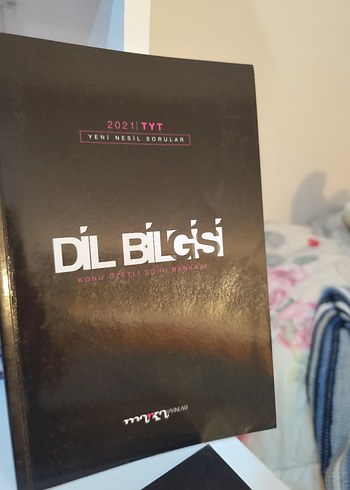 2021|TYT
YENİ NESİL SORULAR
DİL BİLGİSİ
KONU ÖZETLİ SORU BANKASI